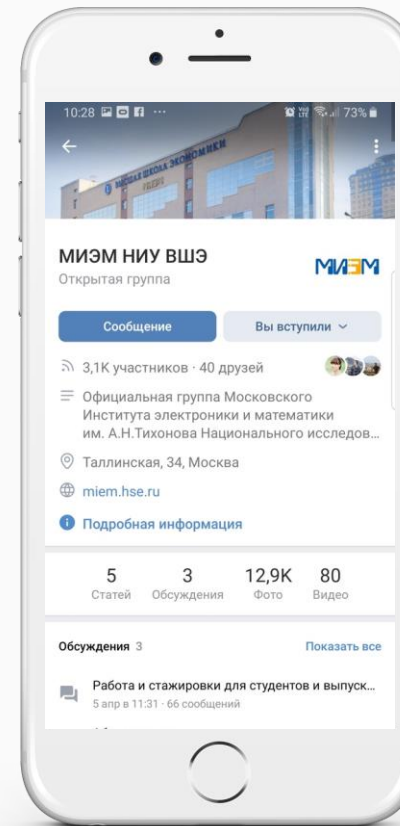 10:28
73%
ВЫСШАЯ ШКОЛА ЭКОНОМИКИ
МИЭМ НИУ ВШЭ
Открытая группа
МИЭМ
Сообщение
Вы вступили
3,1К участников · 40 друзей
Официальная группа Московского
Института электроники и математики
им. А.Н.Тихонова Национального исследов...
Таллинская, 34, Москва
miem.hse.ru
Подробная информация
5 3 12,9К 80
Статей Обсуждения Фото Видео
Обсуждения 3 Показать все
Работа и стажировки для студентов и выпуск...
5 апр в 11:31 · 66 сообщений